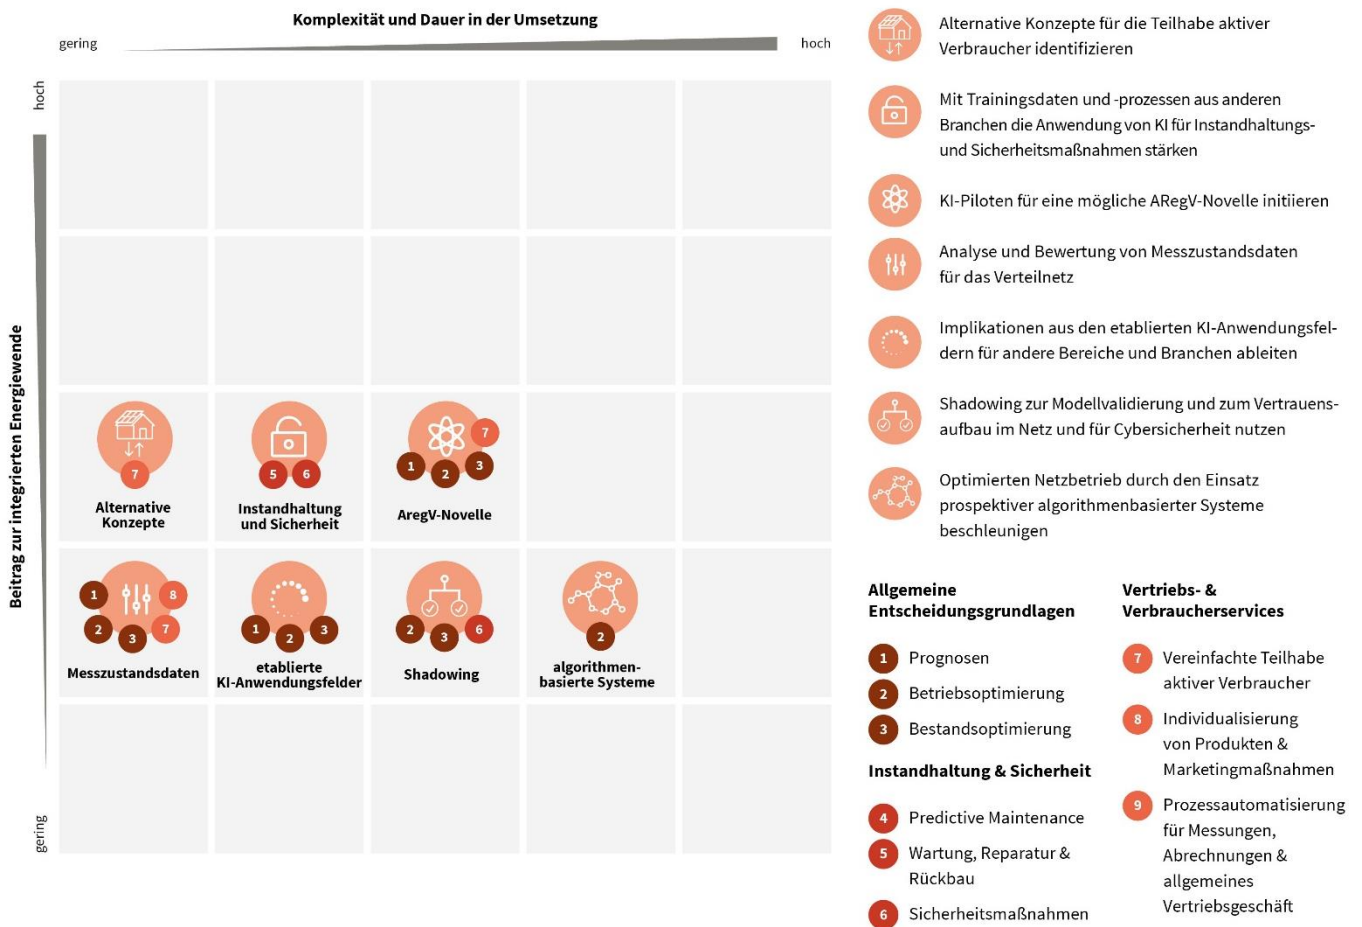 Komplexität und Dauer in der Umsetzung
gering
hoch
hoch
Beitrag zur integrierten Energiewende
gering
7
Alternative
Konzepte
5
6
Instandhaltung
und Sicherheit
7
1
2
3
AregV-Novelle
1
8
2
3
7
Messzustandsdaten
1
2
3
etablierte
KI-Anwendungsfelder
2
3
6
Shadowing
2
algorithmen-
basierte Systeme
Alternative Konzepte für die Teilhabe aktiver
Verbraucher identifizieren
Mit Trainingsdaten und -prozessen aus anderen
Branchen die Anwendung von KI für Instandhaltungs-
und Sicherheitsmaßnahmen stärken
KI-Piloten für eine mögliche ARegV-Novelle initiieren
Analyse und Bewertung von Messzustandsdaten
für das Verteilnetz
Implikationen aus den etablierten KI-Anwendungsfel-
dern für andere Bereiche und Branchen ableiten
Shadowing zur Modellvalidierung und zum Vertrauens-
aufbau im Netz und für Cybersicherheit nutzen
Optimierten Netzbetrieb durch den Einsatz
prospektiver algorithmenbasierter Systeme
beschleunigen
Allgemeine
Entscheidungsgrundlagen
1 Prognosen
2 Betriebsoptimierung
3 Bestandsoptimierung
Instandhaltung & Sicherheit
4 Predictive Maintenance
5 Wartung, Reparatur &
Rückbau
6 Sicherheitsmaßnahmen
Vertriebs- &
Verbraucherservices
7 Vereinfachte Teilhabe
aktiver Verbraucher
8 Individualisierung
von Produkten &
Marketingmaßnahmen
9 Prozessautomatisierung
für Messungen,
Abrechnungen &
allgemeines
Vertriebsgeschäft